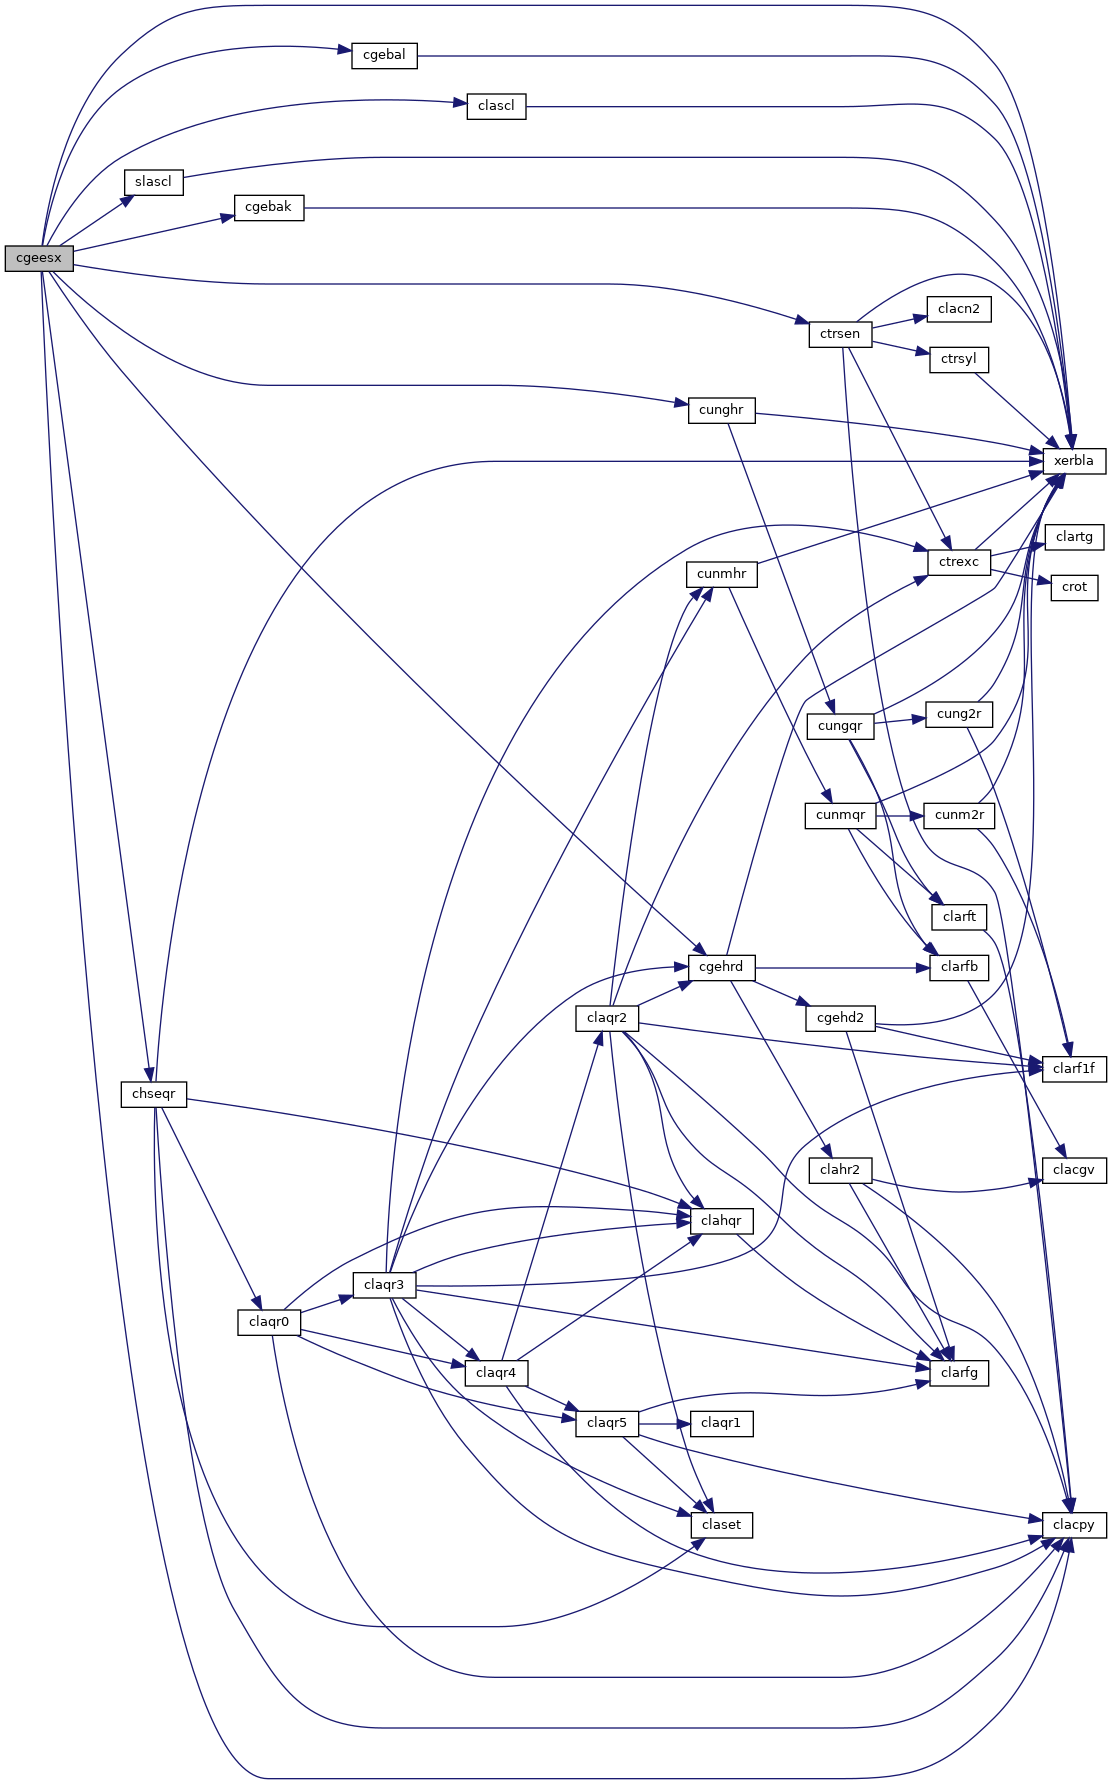 cgebal
clascl
slascl
cgebak
cgeesx
clacn2
ctrsen
ctrsyl
cunghr
xerbla
clartg
ctrexc
cunmhr
crot
cung2r
cungqr
cunmqr
cunm2r
clarft
cgehrd
clarfb
claqr2
cgehd2
clarf1f
chseqr
clahr2
clacgv
clahqr
claqr3
claqr0
claqr4
clarfg
claqr5
claqr1
claset
clacpy